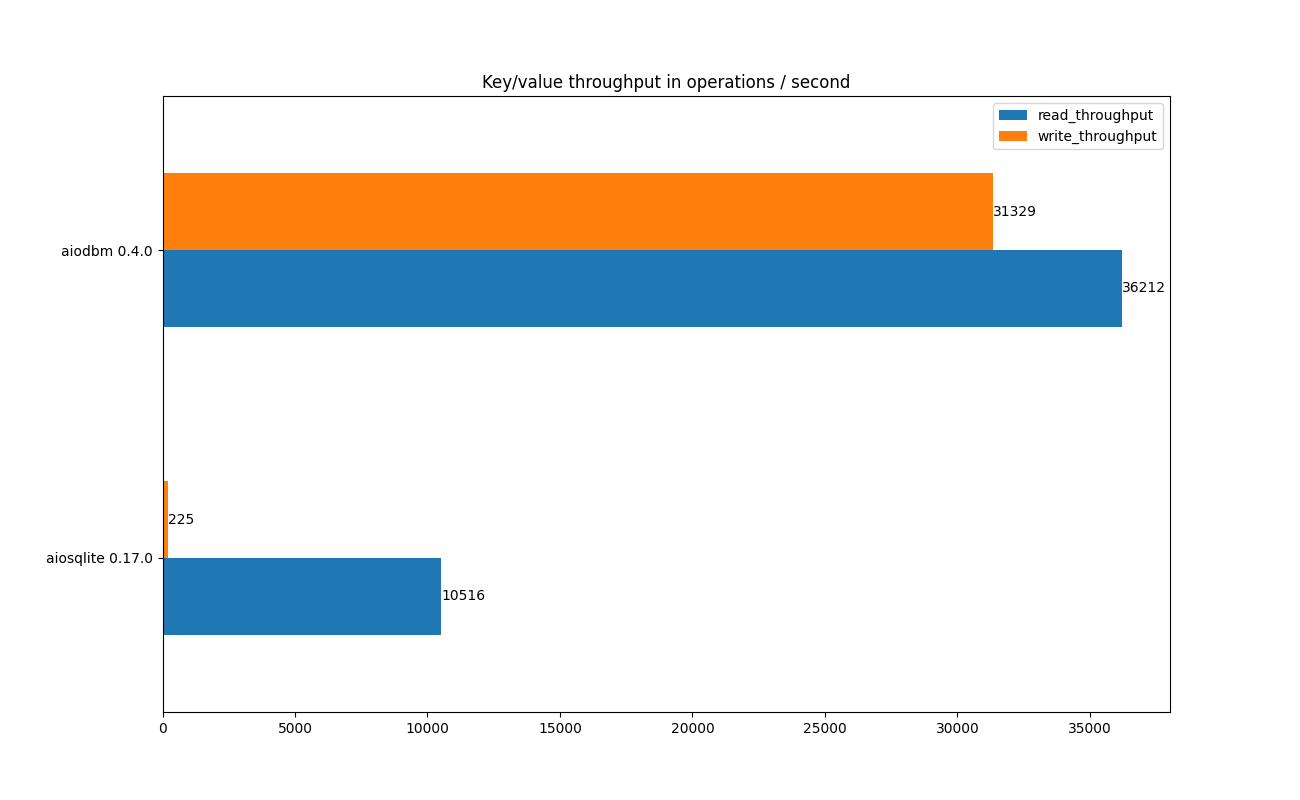 Key/value throughput in operations / second
read_throughput
write_throughput
31329
aiodbm 0.4.0
36212
225
aiosqlite 0.17.0
10516
0 5000 10000 15000 20000 25000 30000 35000